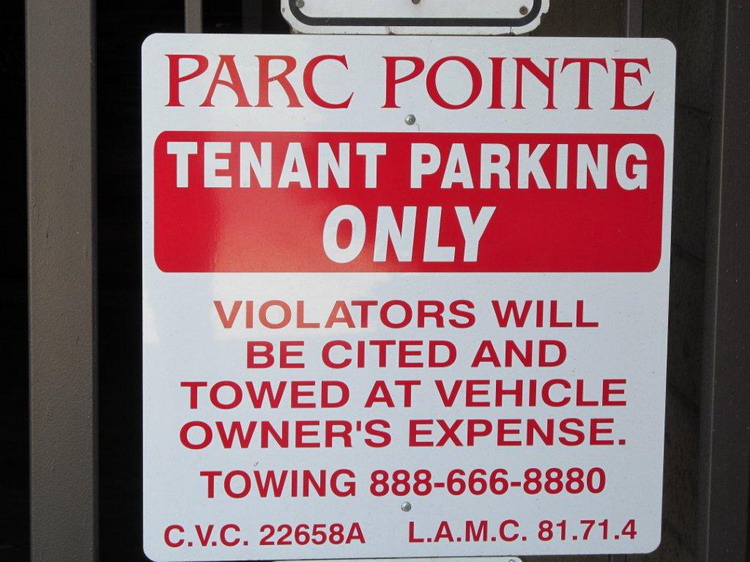 PARC POINTE
TENANT PARKING
ONLY
VIOLATORS WILL
BE CITED AND
TOWED AT VEHICLE
OWNER'S EXPENSE.
TOWING 888-666-8880
C.V.C. 22658A L.A.M.C. 81.71.4